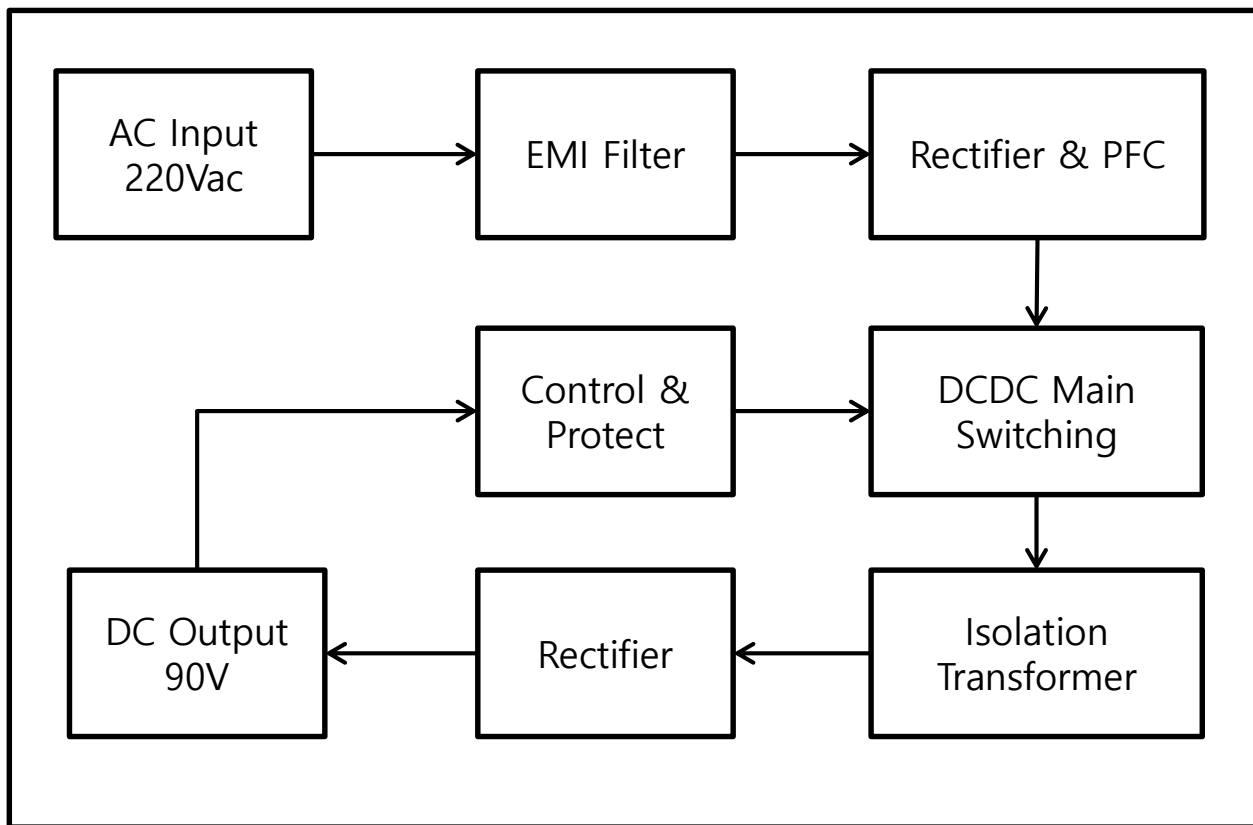 AC Input
220Vac
EMI Filter
Rectifier & PFC
Control &
Protect
DCDC Main
Switching
DC Output
90V
Rectifier
Isolation
Transformer